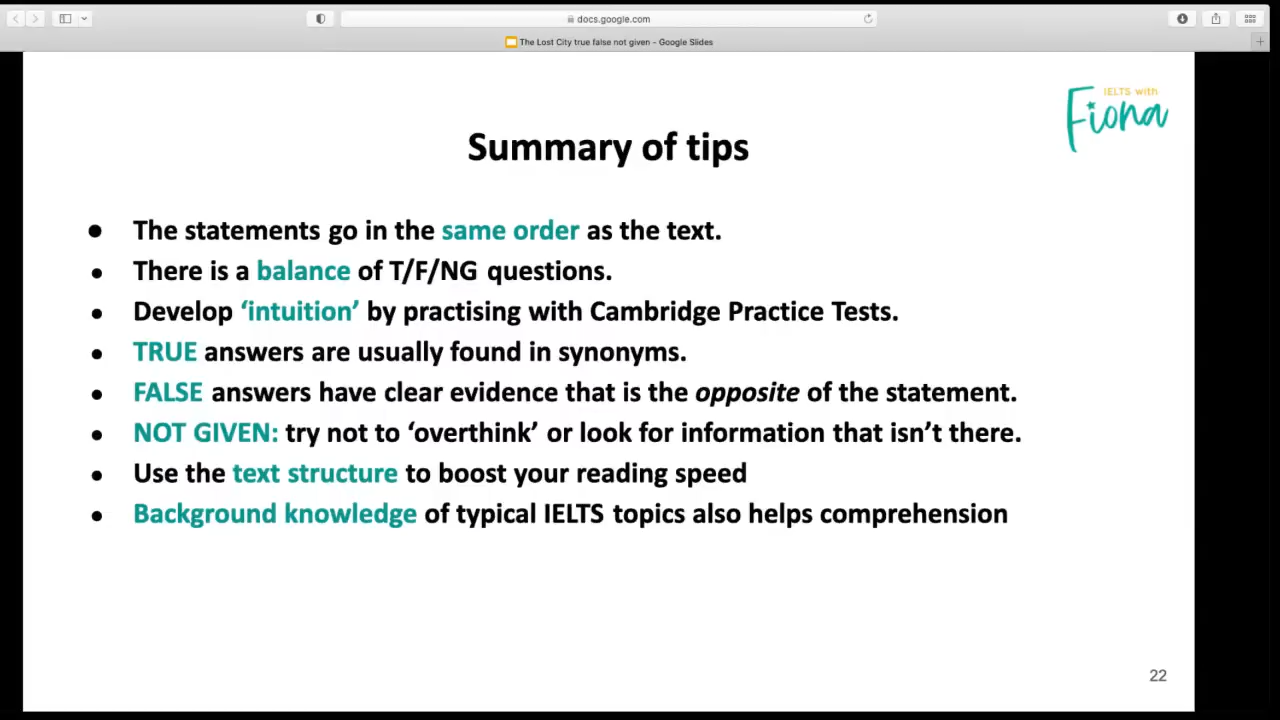 docs.google.com
The Lost City true false not given - Google Slides
IELTS with
Fiona
Summary of tips
● The statements go in the same order as the text.
● There is a balance of T/F/NG questions.
● Develop ‘intuition’ by practising with Cambridge Practice Tests.
● TRUE answers are usually found in synonyms.
● FALSE answers have clear evidence that is the opposite of the statement.
● NOT GIVEN: try not to ‘overthink’ or look for information that isn’t there.
● Use the text structure to boost your reading speed
● Background knowledge of typical IELTS topics also helps comprehension
22